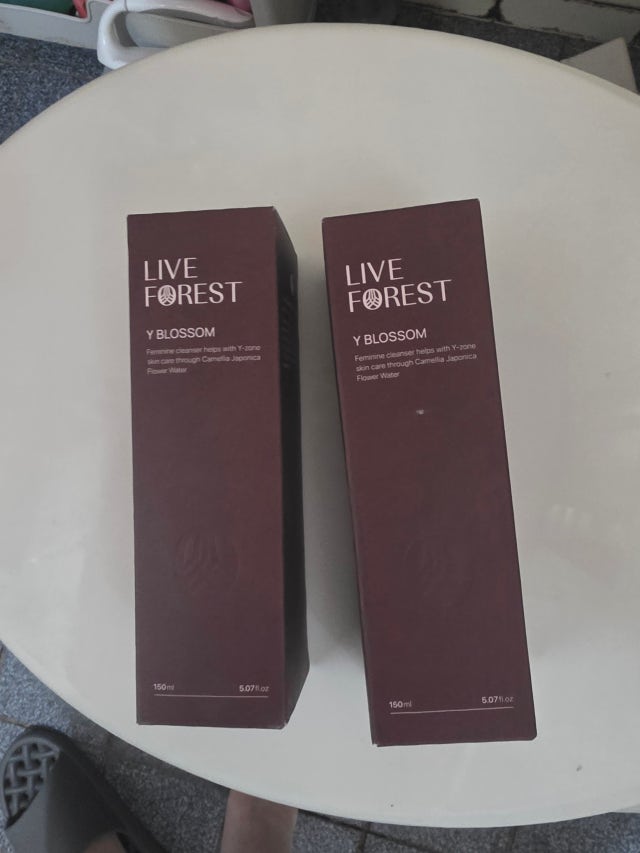 LIVE
FOREST
Y BLOSSOM
Feminine cleanser helps with Y-zone
skin care through Camellia Japonica
Flower Water
150ml 5.07fl.oz
LIVE
FOREST
Y BLOSSOM
Feminine cleanser helps with Y-zone
skin care through Camellia Japonica
Flower Water
150ml 5.07fl.oz